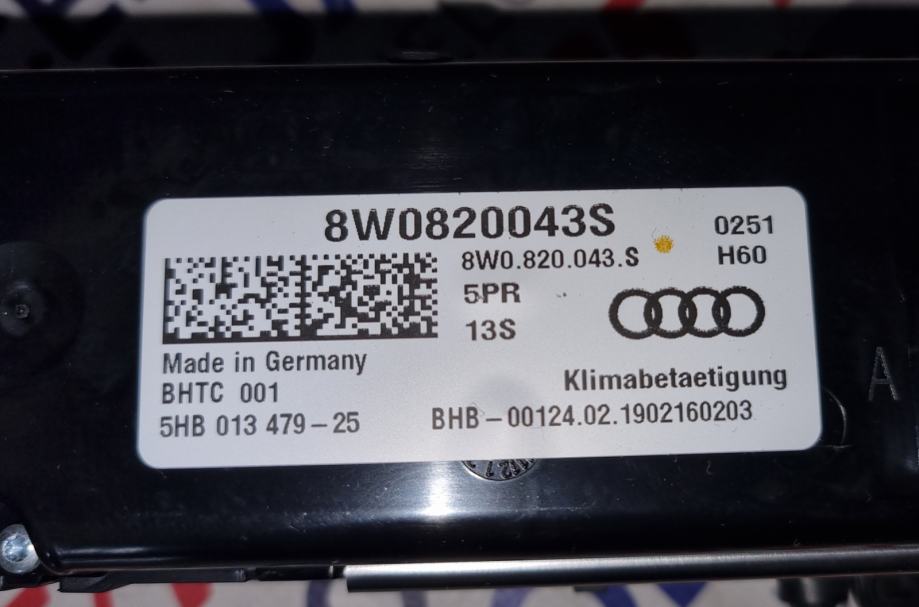 8W0820043S
0251
8W0.820.043.S
H60
5PR
13S
Made in Germany
Klimabetaetigung
BHTC 001
5HB 013 479-25
BHB-00124.02.1902160203
A